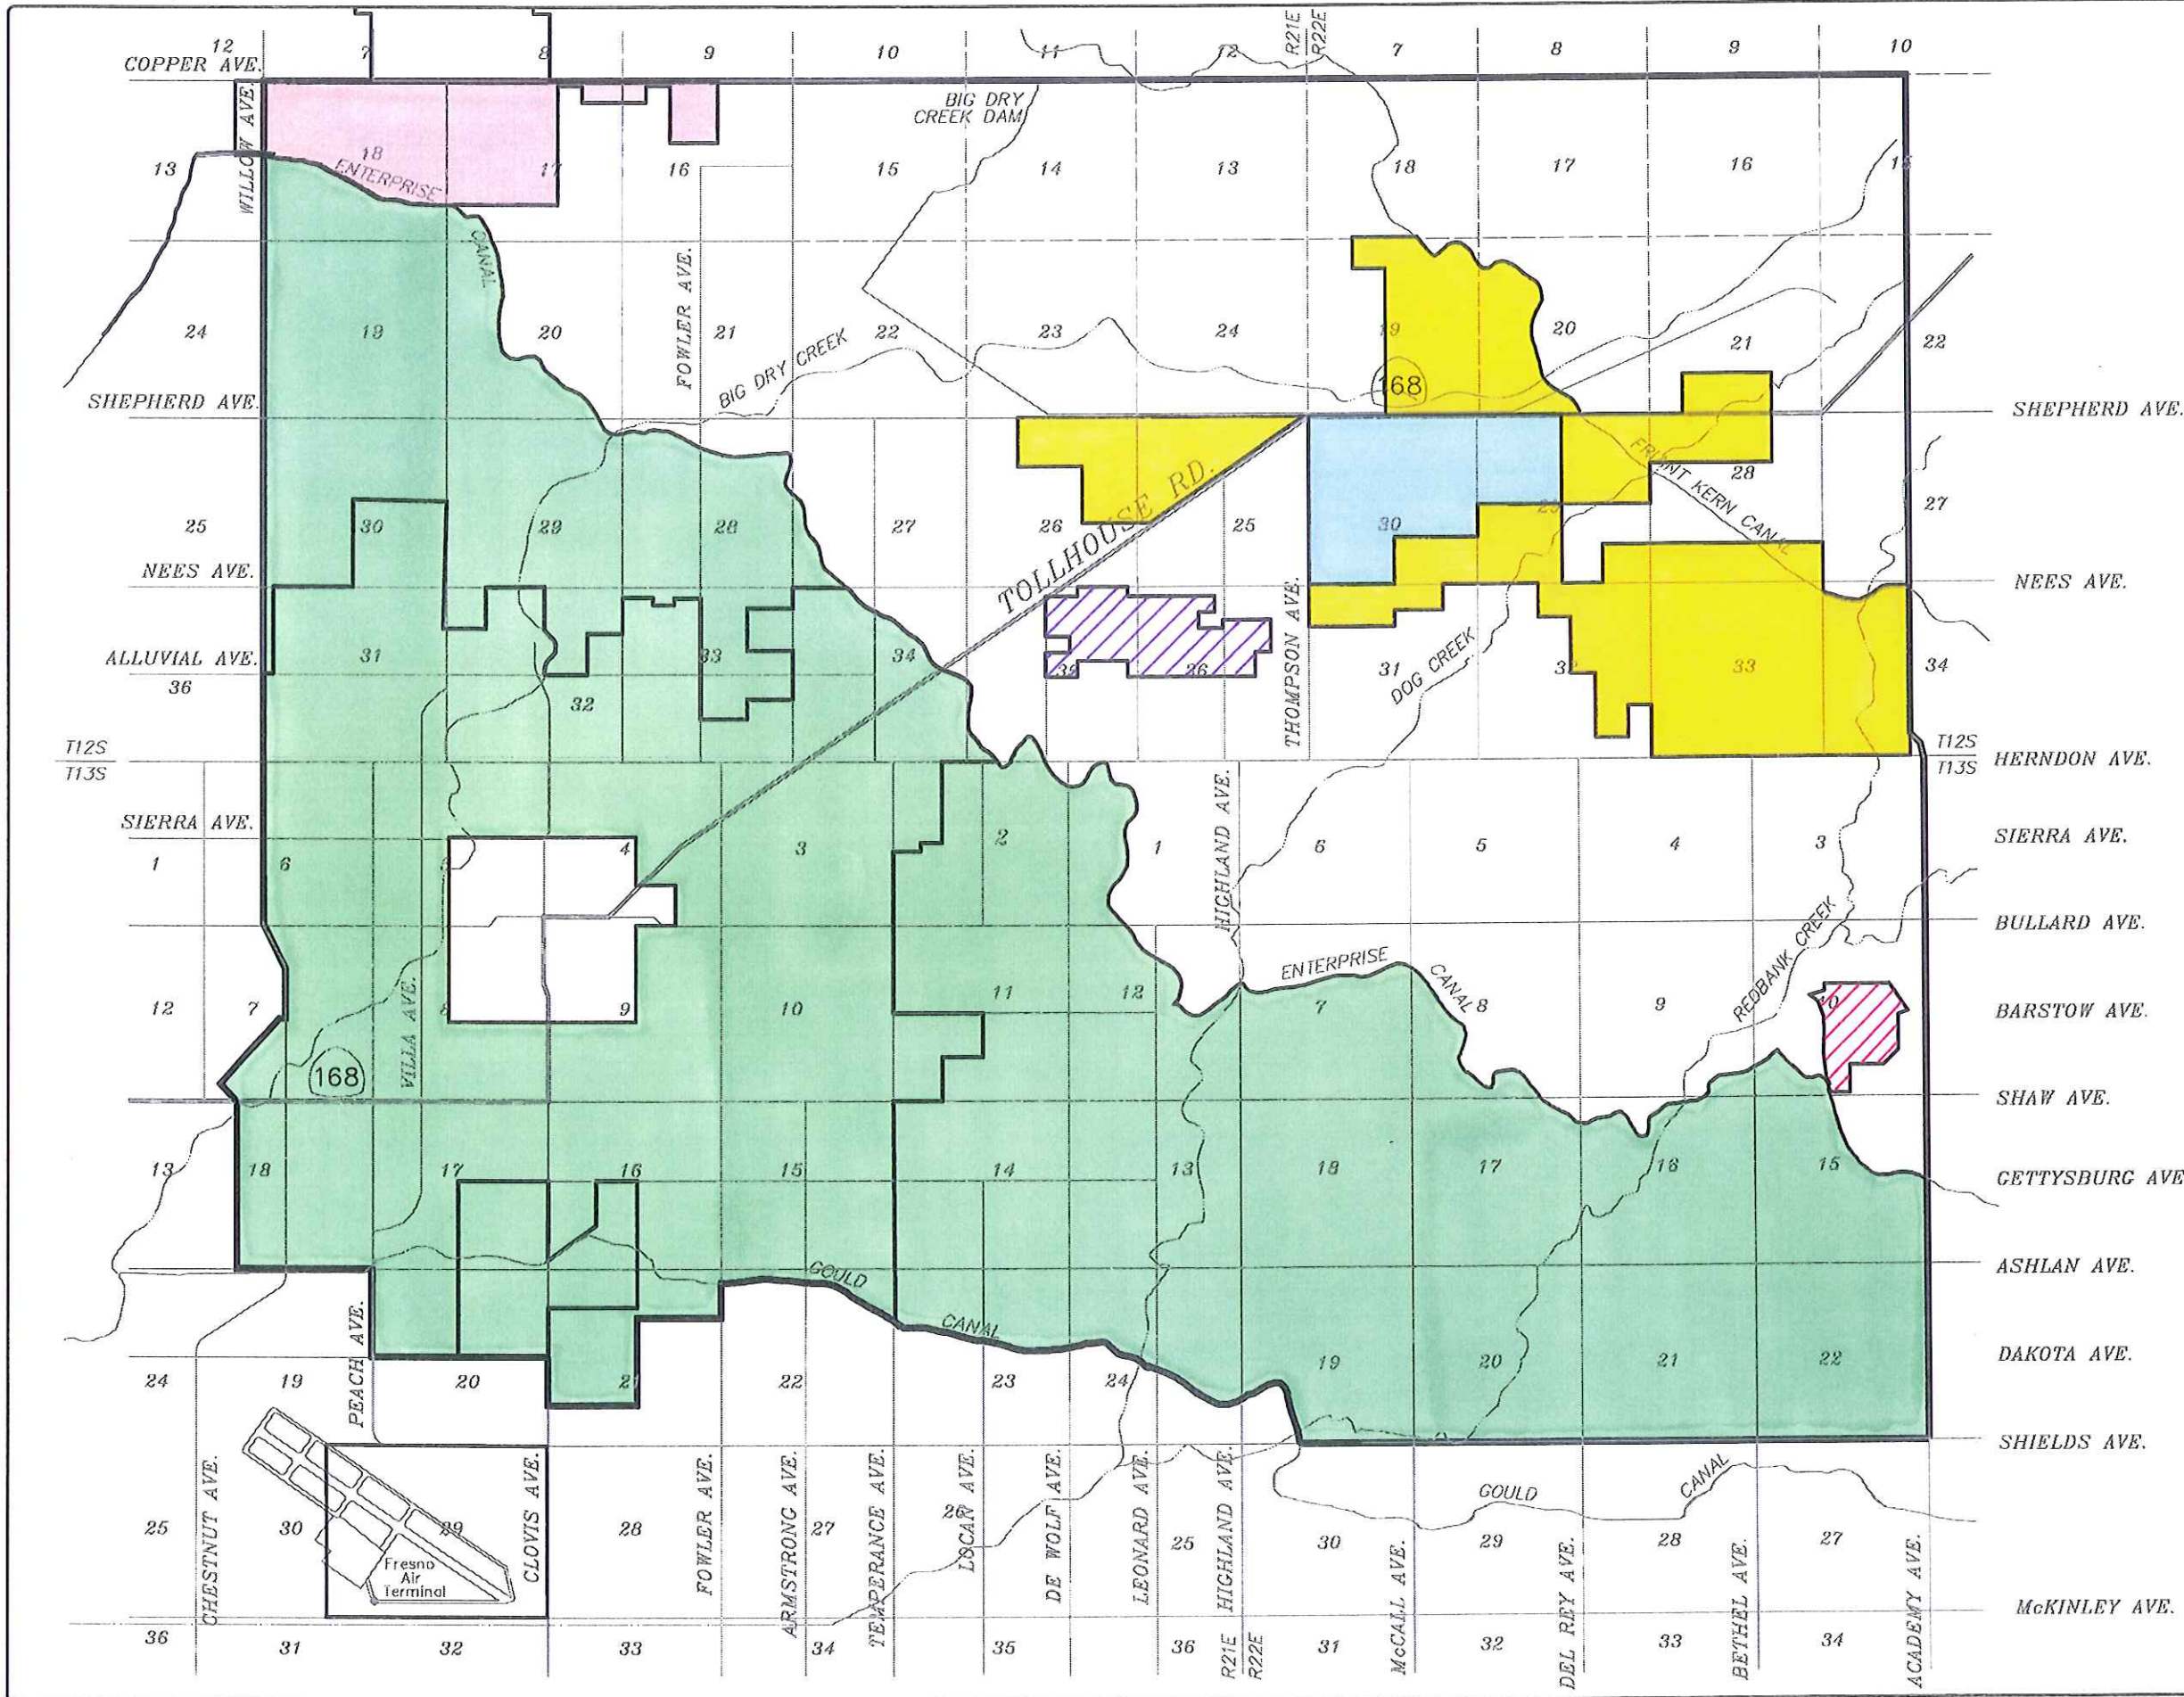 12 7 8 9 10 11 12 R21E R22E 7 8 9 10
COPPER AVE.
WILLOW AVE.
BIG DRY
CREEK DAM
13 18 17 16 15 14 13 18 17 16 15
ENTERPRISE
CANAL
FOWLER AVE.
24 19 20 21 22 23 24 19 20 21 22
BIG DRY CREEK
168
SHEPHERD AVE. SHEPHERD AVE.
FRIANT KERN CANAL
TOLLHOUSE RD.
25 30 29 28 27 26 25 30 29 28 27
NEES AVE. NEES AVE.
THOMPSON AVE.
ALLUVIAL AVE.
36 31 32 33 34 35 36 31 32 33 34
DOG CREEK
T12S T12S
T13S T13S
HERNDON AVE.
HIGHLAND AVE.
SIERRA AVE. SIERRA AVE.
1 6 5 4 3 2 1 6 5 4 3
BULLARD AVE.
REDBANK CREEK
ENTERPRISE
CANAL
12 7 8 9 10 11 12 7 8 9 10
BARSTOW AVE.
VILLA AVE.
168
SHAW AVE.
13 18 17 16 15 14 13 18 17 16 15
GETTYSBURG AVE
GOULD
CANAL
ASHLAN AVE.
PEACH AVE.
DAKOTA AVE.
24 19 20 21 22 23 24 19 20 21 22
SHIELDS AVE.
GOULD
CANAL
25 30 29 28 27 26 25 30 29 28 27
Fresno
Air
Terminal
CHESTNUT AVE.
CLOVIS AVE.
FOWLER AVE.
ARMSTRONG AVE.
TEMPERANCE AVE.
LOCAN AVE.
DE WOLF AVE.
LEONARD AVE.
HIGHLAND AVE.
R21E
R22E
McCALL AVE.
DEL REY AVE.
BETHEL AVE.
ACADEMY AVE.
McKINLEY AVE.
36 31 32 33 34 35 36 31 32 33 34